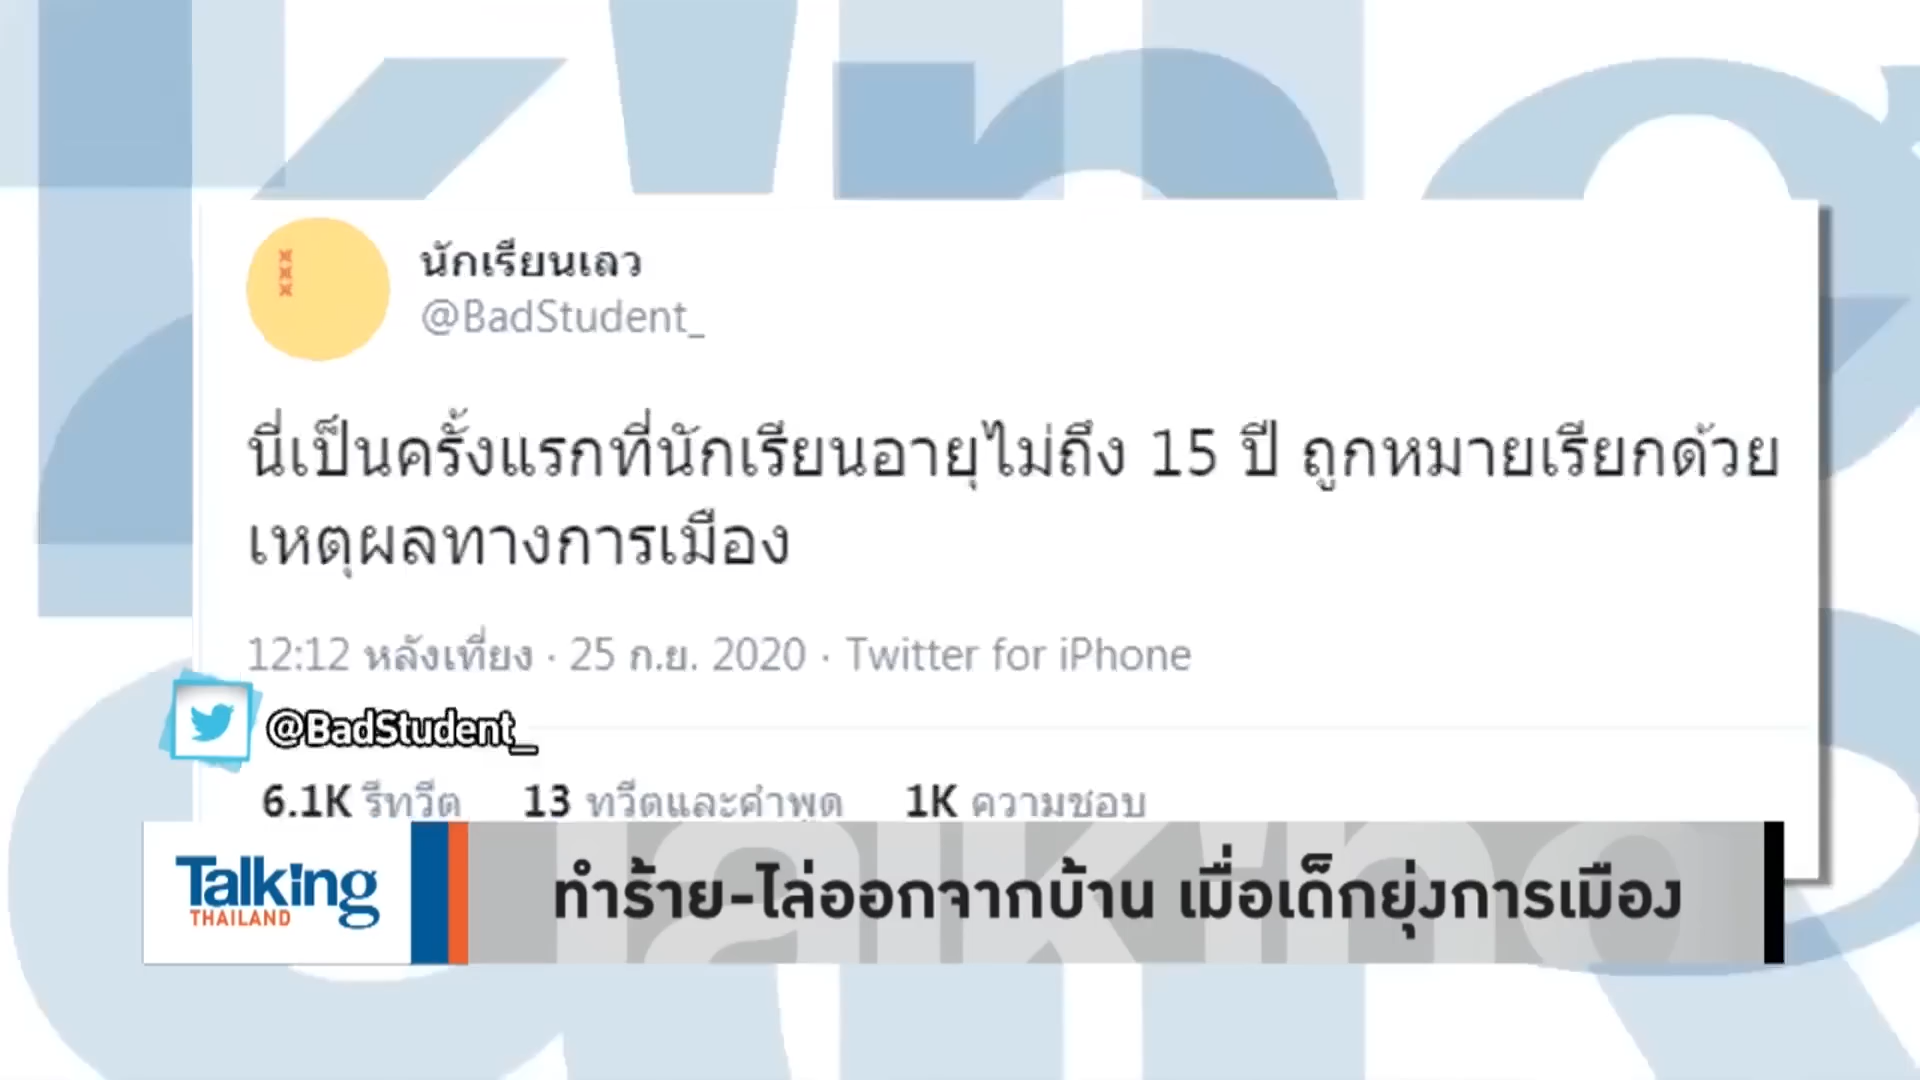 นักเรียนเลว
@BadStudent_
นี่เป็นครั้งแรกที่นักเรียนอายุไม่ถึง 15 ปี ถูกหมายเรียกด้วย
เหตุผลทางการเมือง
12:12 หลังเที่ยง · 25 ก.ย. 2020 · Twitter for iPhone
@BadStudent_
6.1K รีทวีต 13 ทวีตและคำพูด 1K ความชอบ
Talking
THAILAND
ทำร้าย-ไล่ออกจากบ้าน เมื่อเด็กยุ่งการเมือง